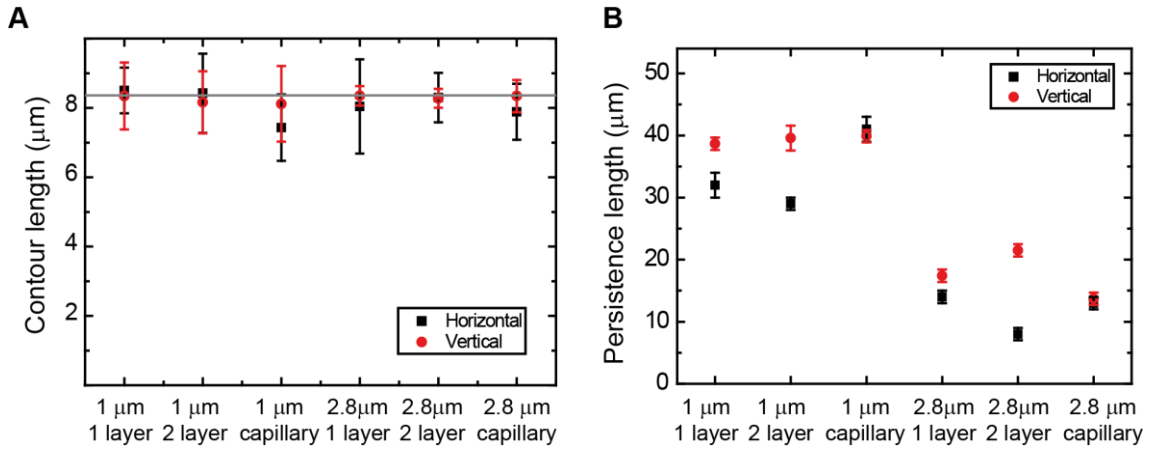 A
Contour length (μm)
8
6
4
2
Horizontal
Vertical
1 μm 1 μm 1 μm 2.8μm 2.8μm 2.8 μm
1 layer 2 layer capillary 1 layer 2 layer capillary
B
Persistence length (μm)
50
40
30
20
10
0
Horizontal
Vertical
1 μm 1 μm 1 μm 2.8μm 2.8μm 2.8 μm
1 layer 2 layer capillary 1 layer 2 layer capillary